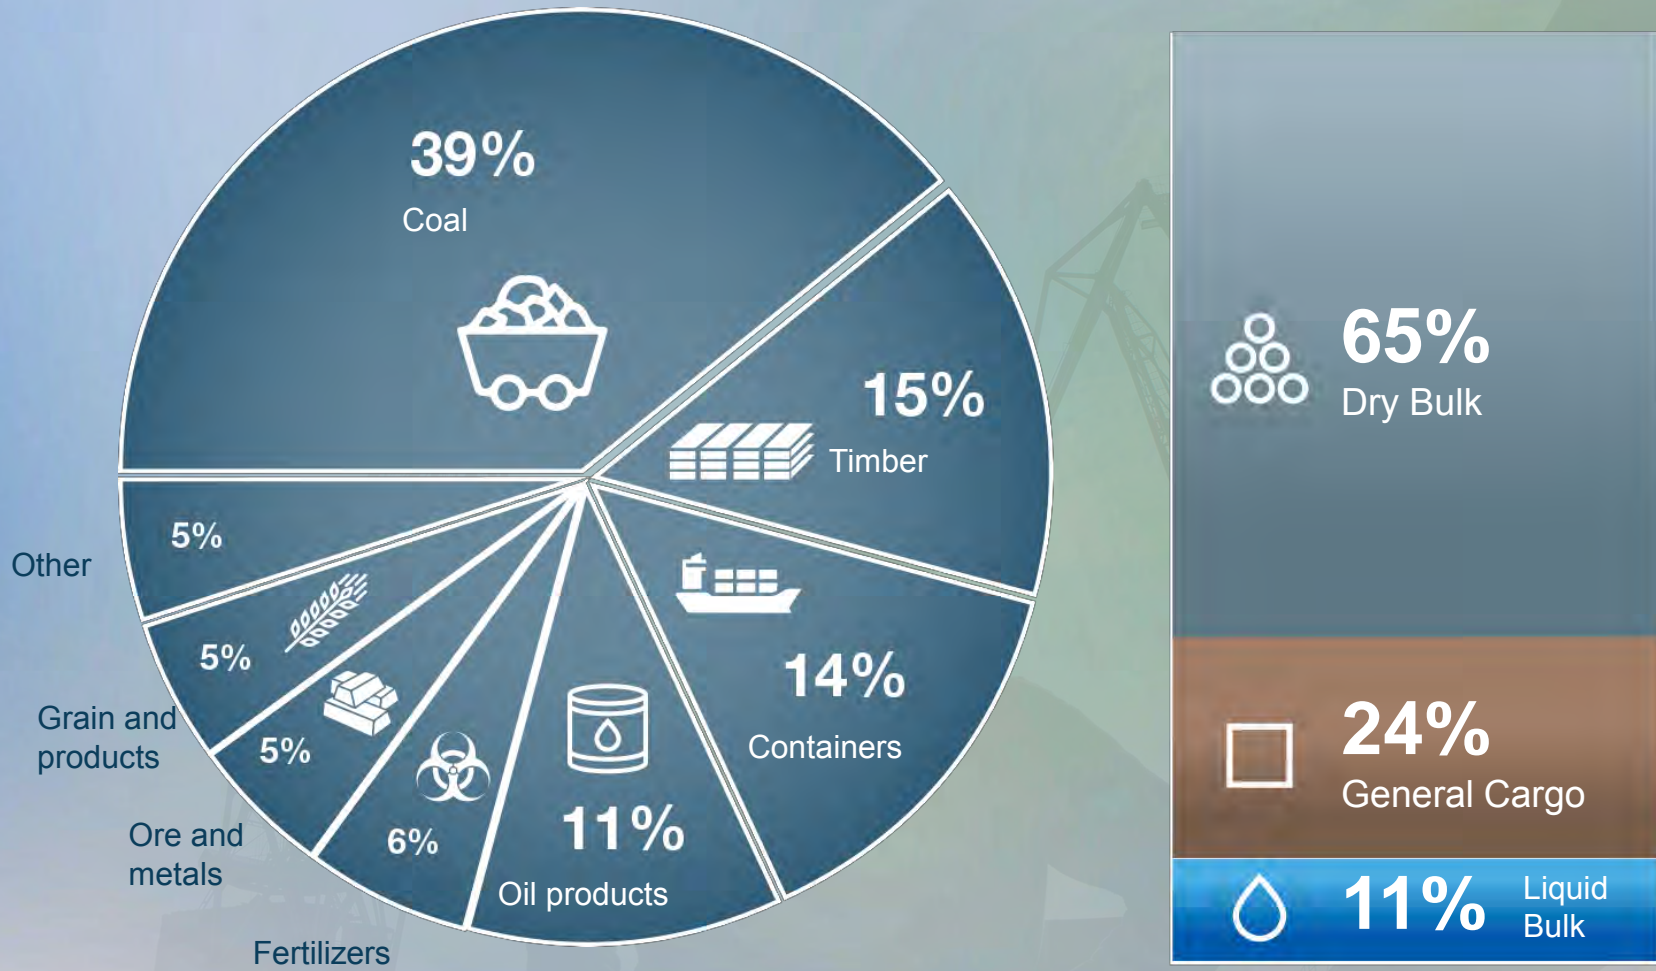 39%
Coal
15%
Timber
14%
Containers
11%
Oil products
6%
Fertilizers
5%
Ore and
metals
5%
Grain and
products
5%
Other
65%
Dry Bulk
24%
General Cargo
11%
Liquid
Bulk